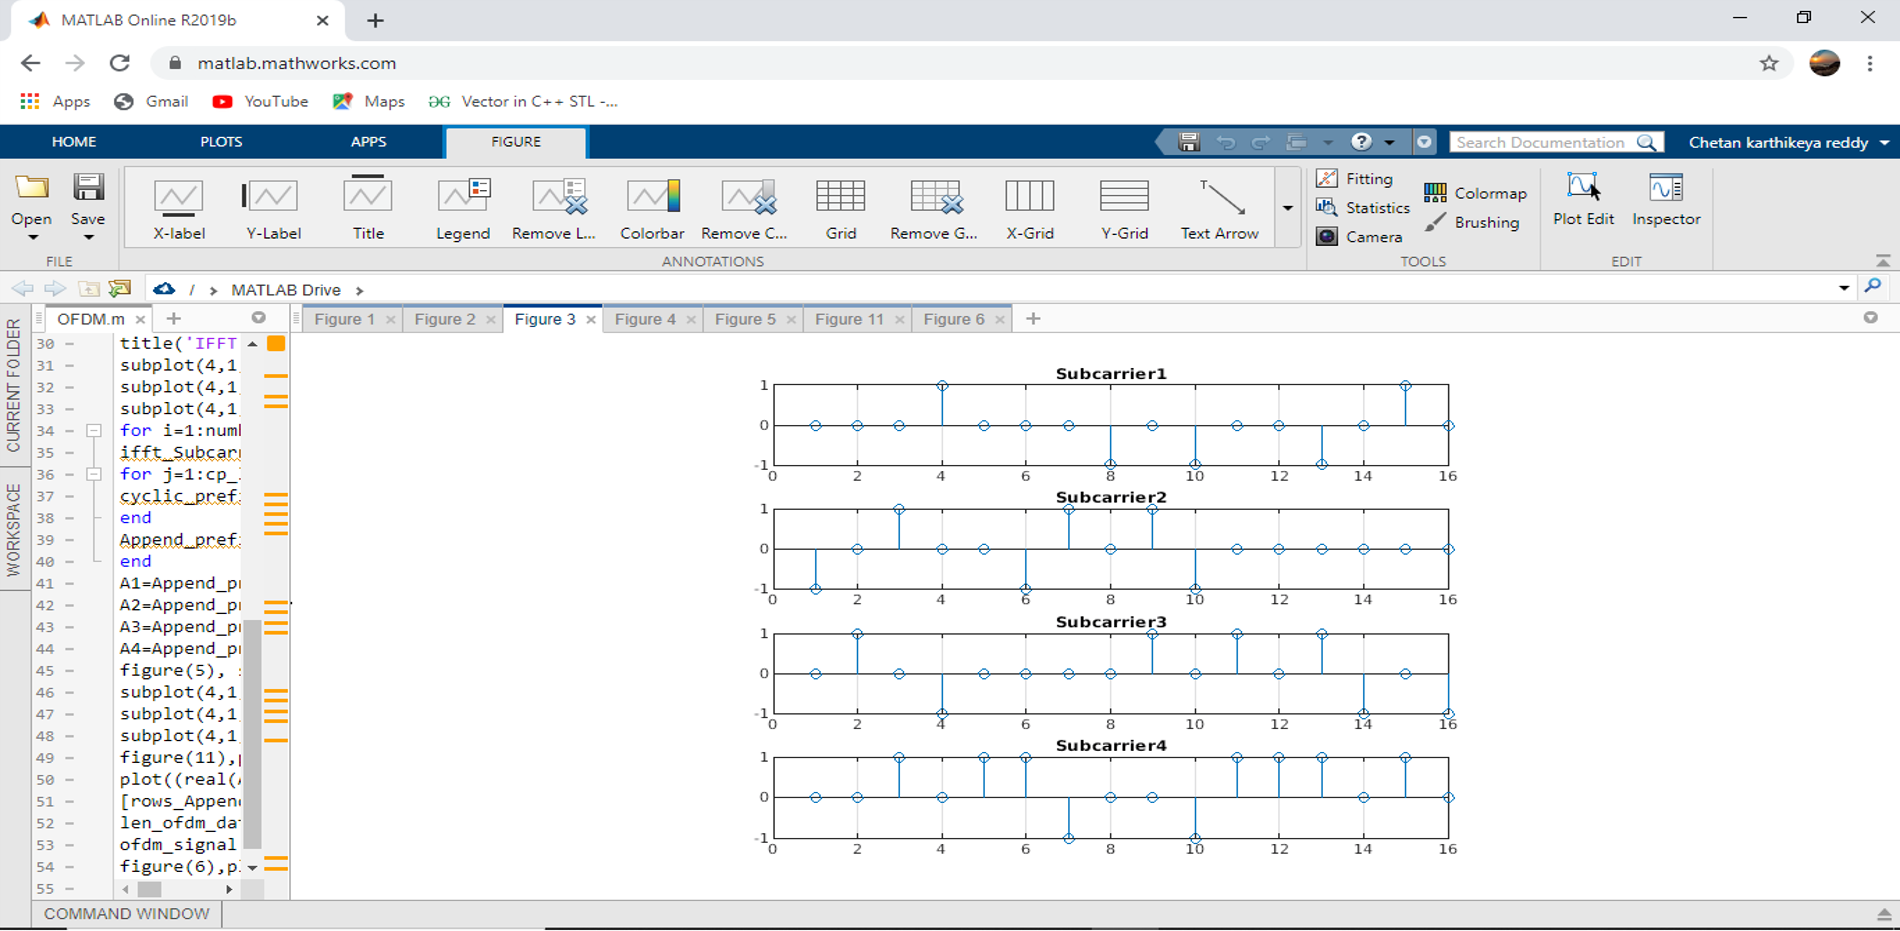 MATLAB Online R2019b
matlab.mathworks.com
Apps Gmail YouTube Maps Vector in C++ STL -...
HOME PLOTS APPS FIGURE Search Documentation Chetan karthikeya reddy
Open Save X-label Y-Label Title Legend Remove L... Colorbar Remove C... Grid Remove G... X-Grid Y-Grid Text Arrow
Fitting Statistics Camera Colormap Brushing Plot Edit Inspector
FILE ANNOTATIONS TOOLS EDIT
/ MATLAB Drive
CURRENT FOLDER
WORKSPACE
OFDM.m Figure 1 Figure 2 Figure 3 Figure 4 Figure 5 Figure 11 Figure 6
30 title('IFFT
31 subplot(4,1
32 subplot(4,1
33 subplot(4,1
34 for i=1:numb
35 ifft_Subcarr
36 for j=1:cp_
37 cyclic_pref
38 end
39 Append_pref
40 end
41 A1=Append_p
42 A2=Append_p
43 A3=Append_p
44 A4=Append_p
45 figure(5),
46 subplot(4,1
47 subplot(4,1
48 subplot(4,1
49 figure(11),p
50 plot((real(
51 [rows_Appen
52 len_ofdm_da
53 ofdm_signal
54 figure(6),p
55
Subcarrier1
1
0
-1
0 2 4 6 8 10 12 14 16
Subcarrier2
1
0
-1
0 2 4 6 8 10 12 14 16
Subcarrier3
1
0
-1
0 2 4 6 8 10 12 14 16
Subcarrier4
1
0
-1
0 2 4 6 8 10 12 14 16
COMMAND WINDOW